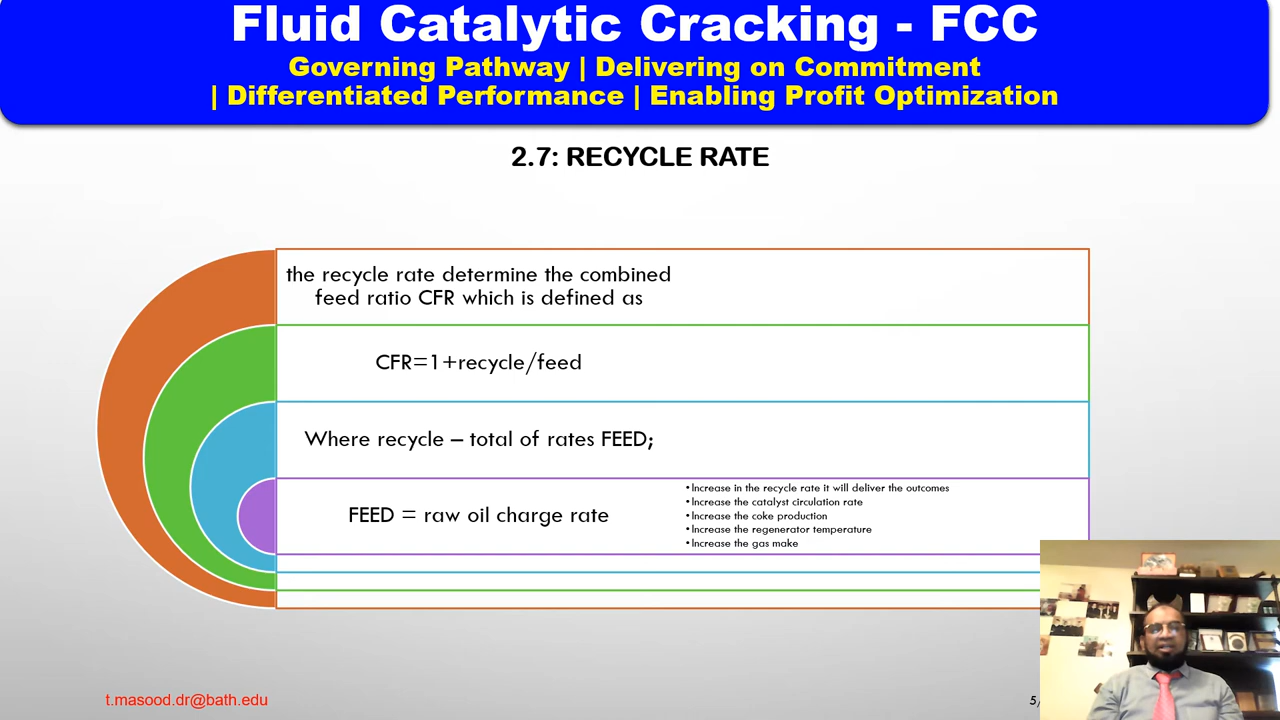 Fluid Catalytic Cracking - FCC
Governing Pathway | Delivering on Commitment
| Differentiated Performance | Enabling Profit Optimization
2.7: RECYCLE RATE
the recycle rate determine the combined
feed ratio CFR which is defined as
CFR=1+recycle/feed
Where recycle – total of rates FEED;
FEED = raw oil charge rate
•Increase in the recycle rate it will deliver the outcomes
•Increase the catalyst circulation rate
•Increase the coke production
•Increase the regenerator temperature
•Increase the gas make
t.masood.dr@bath.edu